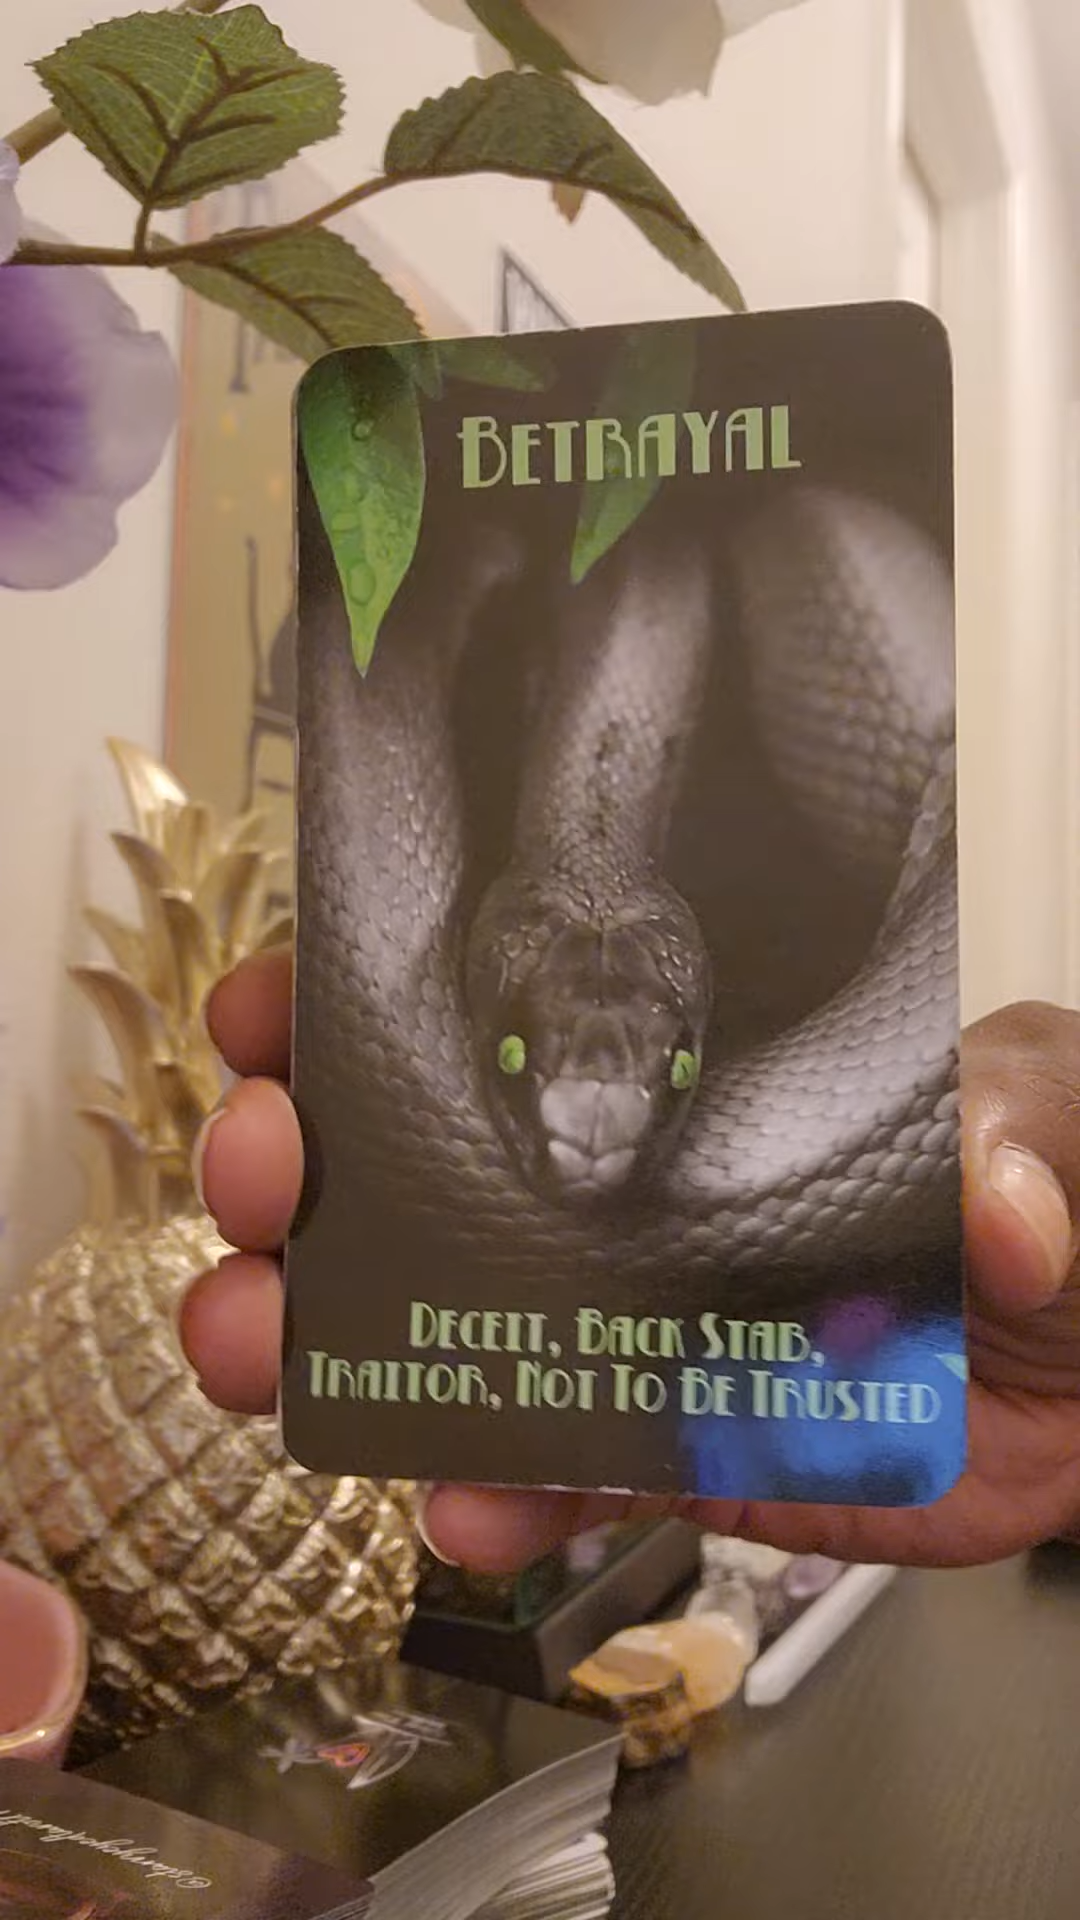 BETRAYAL
DECEIT, BACK STAB,
TRAITOR, NOT TO BE TRUSTED